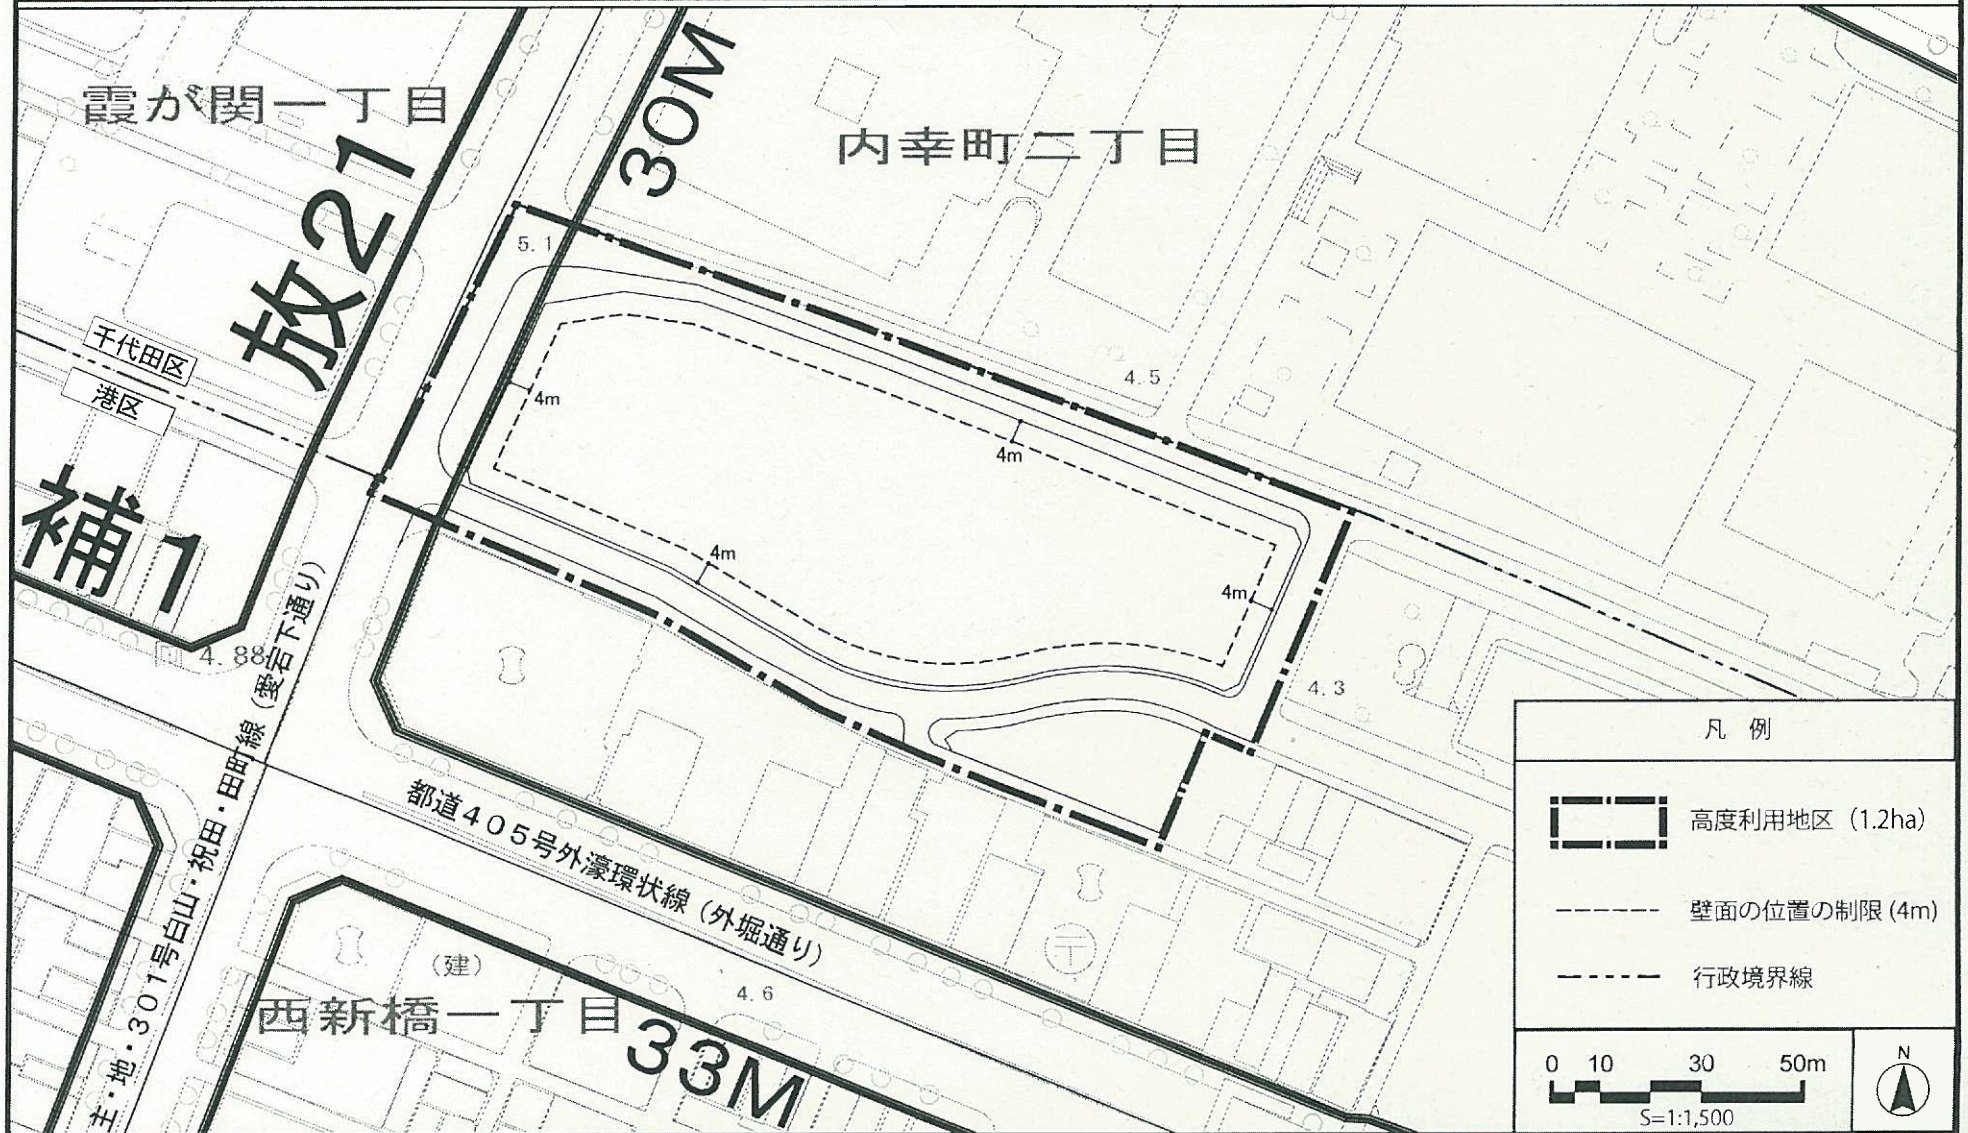 霞が関一丁目
放21
30M
内幸町二丁目
5.1
4.5
千代田区
港区
4m
4m
4m
4m
補1
4.88
4.3
主・地・301号白山・祝田・田町線(愛宕下通り)
都道405号外濠環状線(外堀通り)
(建)
4.6
西新橋一丁目
33M
凡 例
高度利用地区(1.2ha)
壁面の位置の制限(4m)
行政境界線
0 10 30 50m
S=1:1,500
N